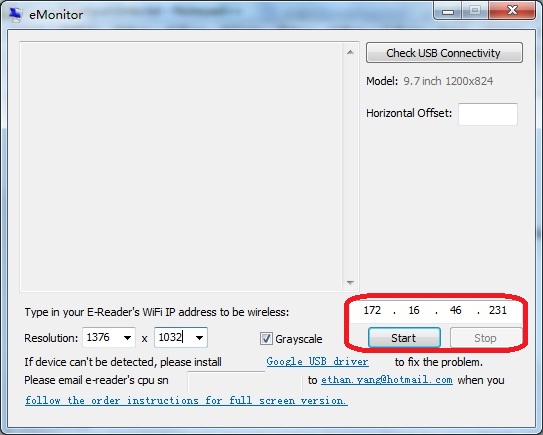 eMonitor
Check USB Connectivity
Model: 9.7 inch 1200x824
Horizontal Offset:
Type in your E-Reader's WiFi IP address to be wireless: 172 . 16 . 46 . 231
Resolution: 1376 x 1032 Grayscale Start Stop
If device can't be detected, please install Google USB driver to fix the problem.
Please email e-reader's cpu sn to ethan.yang@hotmail.com when you
follow the order instructions for full screen version.